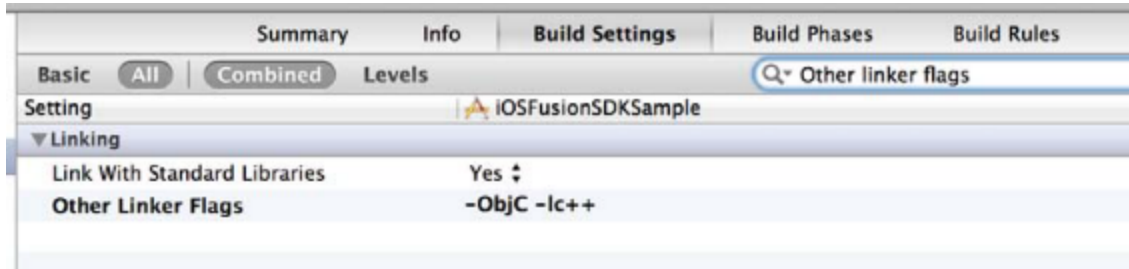 Summary Info Build Settings Build Phases Build Rules
Basic All Combined Levels Other linker flags
Setting iOSFusionSDKSample
Linking
Link With Standard Libraries Yes
Other Linker Flags -ObjC -lc++